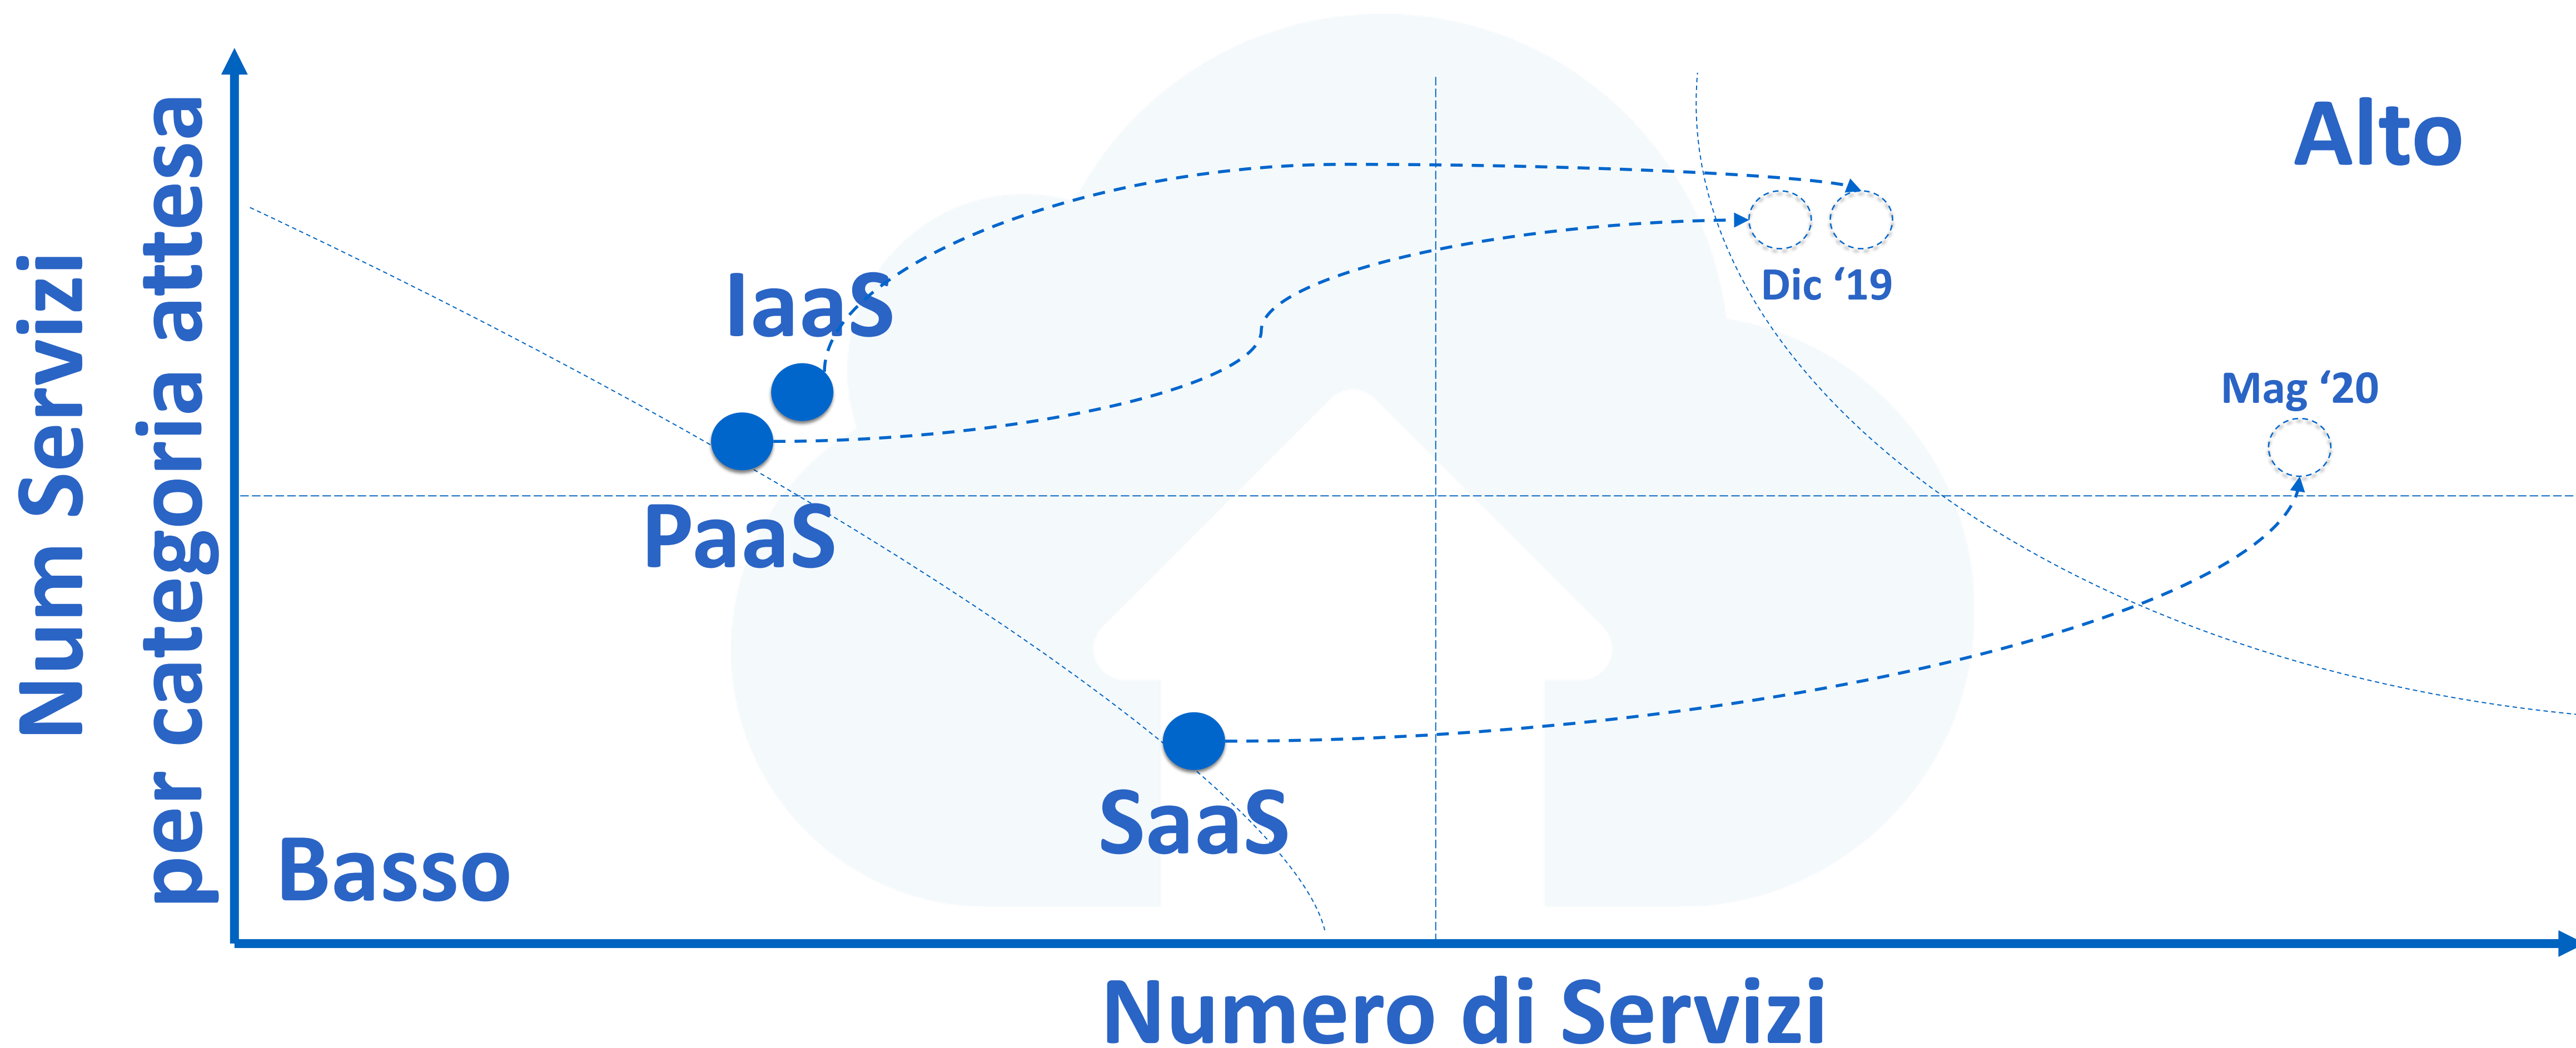 Num Servizi
per categoria attesa
Alto
IaaS
Dic ‘19
Mag ‘20
PaaS
SaaS
Basso
Numero di Servizi